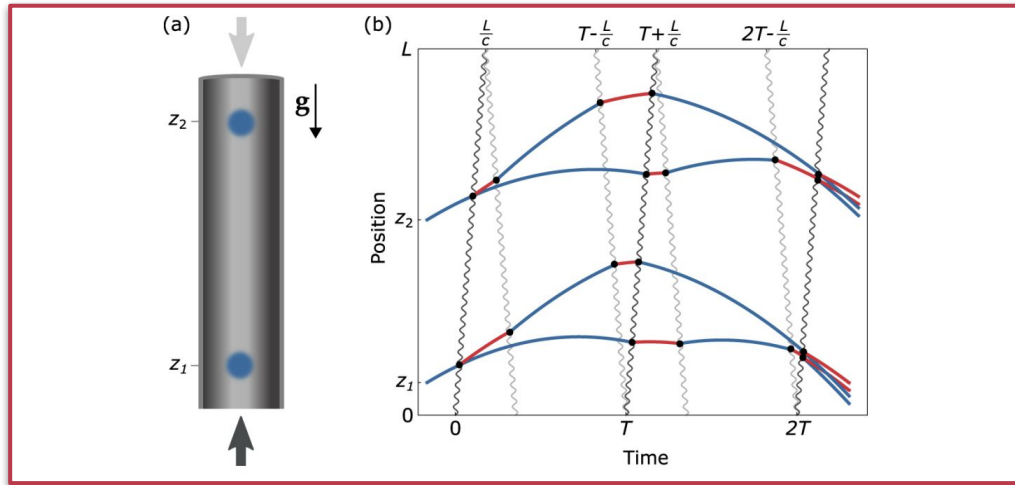 (a)
g
z₂
z₁
(b)
L/c
T-L/c
T+L/c
2T-L/c
L
Position
z₂
z₁
0
0
T
2T
Time